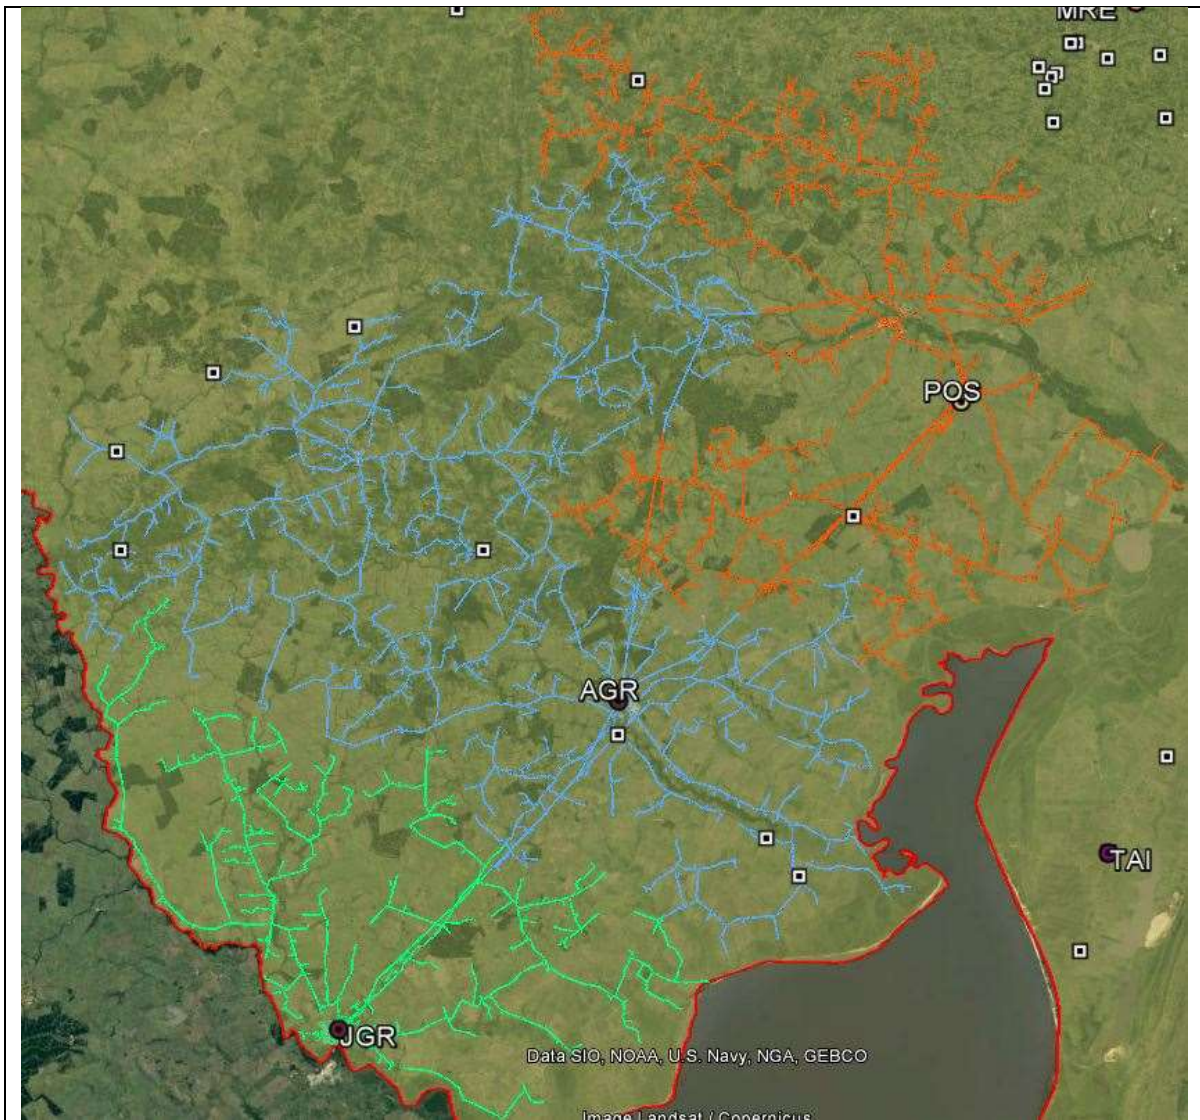 MRE
POS
AGR
TAI
JGR
Data SIO, NOAA, U.S. Navy, NGA, GEBCO
Image Landsat / Copernicus